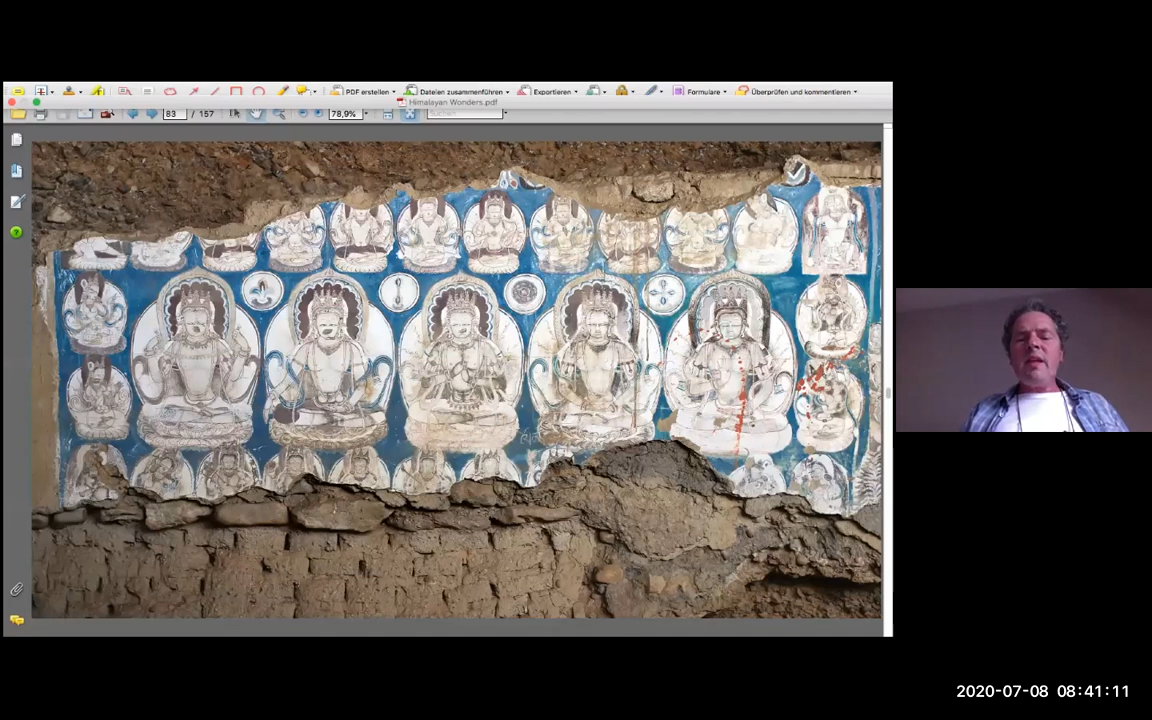 PDF erstellen
Dateien zusammenführen
Exportieren
Formulare
Überprüfen und kommentieren
Himalayan Wonders.pdf
83 / 157
78,9%
Suchen
2020-07-08 08:41:11